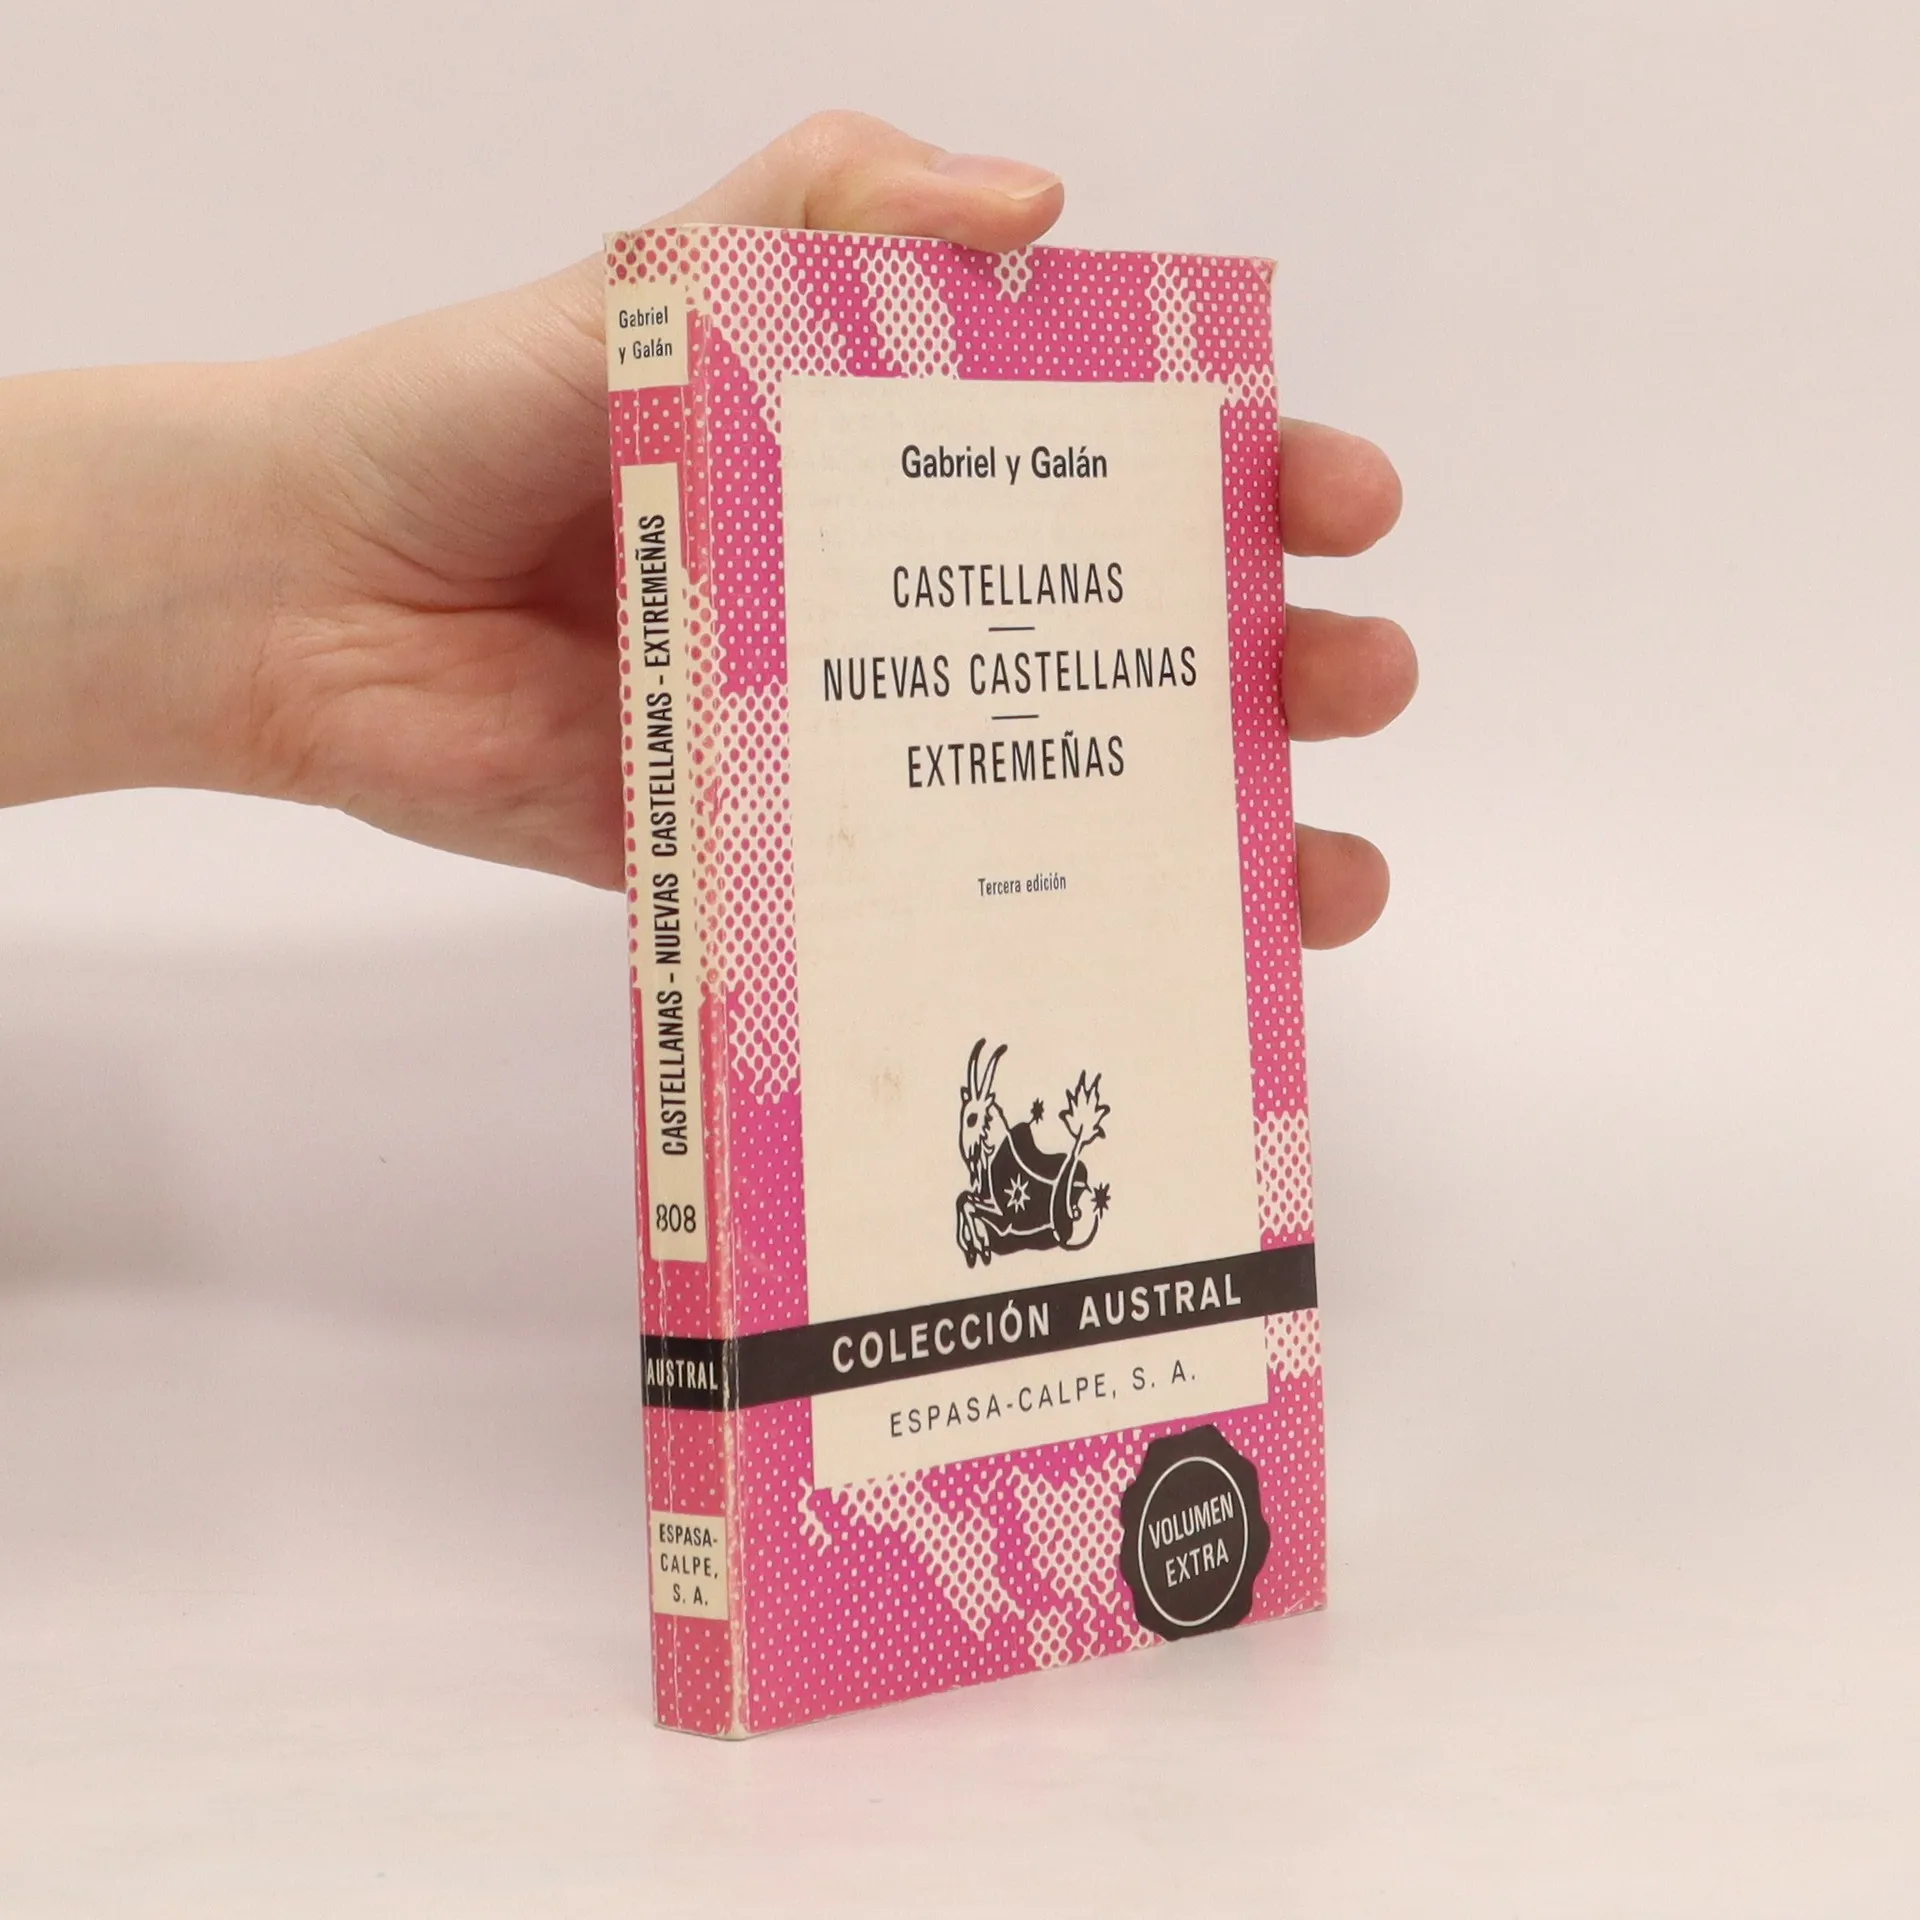 Gabriel
y Galán
CASTELLANAS - NUEVAS CASTELLANAS - EXTREMEÑAS
808
AUSTRAL
ESPASA-
CALPE,
S. A.
Gabriel y Galán
CASTELLANAS
NUEVAS CASTELLANAS
EXTREMEÑAS
Tercera edición
COLECCIÓN AUSTRAL
ESPASA-CALPE, S. A.
VOLUMEN
EXTRA